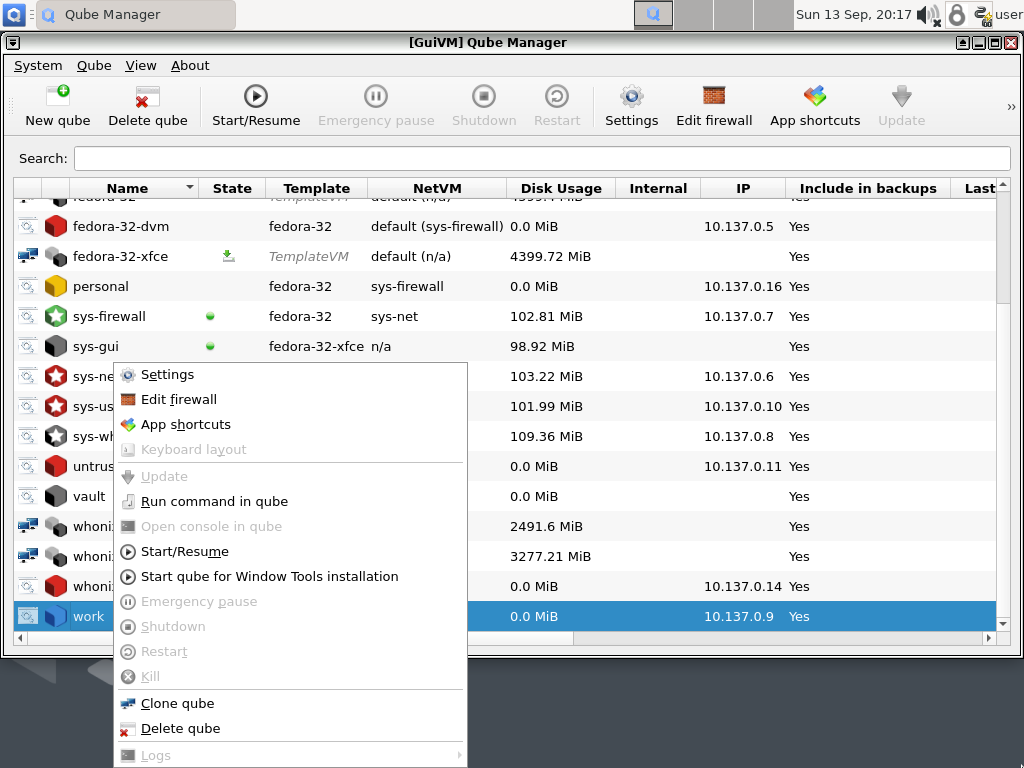 Qube Manager Sun 13 Sep, 20:17 user
[GuiVM] Qube Manager
System Qube View About
New qube Delete qube Start/Resume Emergency pause Shutdown Restart Settings Edit firewall App shortcuts Update »
Search:
Name State Template NetVM Disk Usage Internal IP Include in backups Last
fedora-32 TemplateVM default (n/a) Yes
fedora-32-dvm fedora-32 default (sys-firewall) 0.0 MiB 10.137.0.5 Yes
fedora-32-xfce TemplateVM default (n/a) 4399.72 MiB Yes
personal fedora-32 sys-firewall 0.0 MiB 10.137.0.16 Yes
sys-firewall fedora-32 sys-net 102.81 MiB 10.137.0.7 Yes
sys-gui fedora-32-xfce n/a 98.92 MiB Yes
sys-ne 103.22 MiB 10.137.0.6 Yes
sys-us 101.99 MiB 10.137.0.10 Yes
sys-wh 109.36 MiB 10.137.0.8 Yes
untrus 0.0 MiB 10.137.0.11 Yes
vault 0.0 MiB Yes
whoni 2491.6 MiB Yes
whoni 3277.21 MiB Yes
whoni 0.0 MiB 10.137.0.14 Yes
work 0.0 MiB 10.137.0.9 Yes
Settings
Edit firewall
App shortcuts
Keyboard layout
Update
Run command in qube
Open console in qube
Start/Resume
Start qube for Window Tools installation
Emergency pause
Shutdown
Restart
Kill
Clone qube
Delete qube
Logs